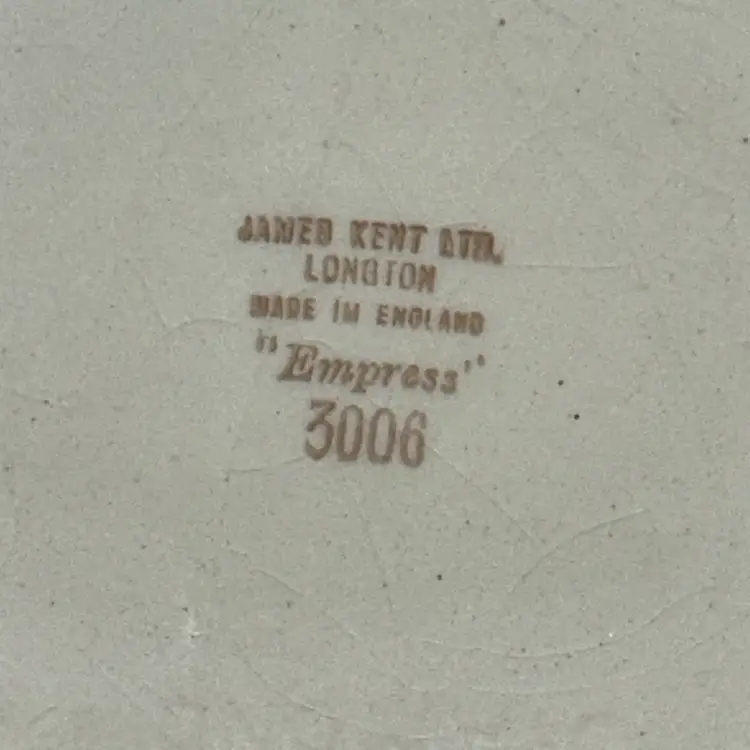 JAMES KENT LTD.
LONGTON
MADE IN ENGLAND
"Empress"
3006